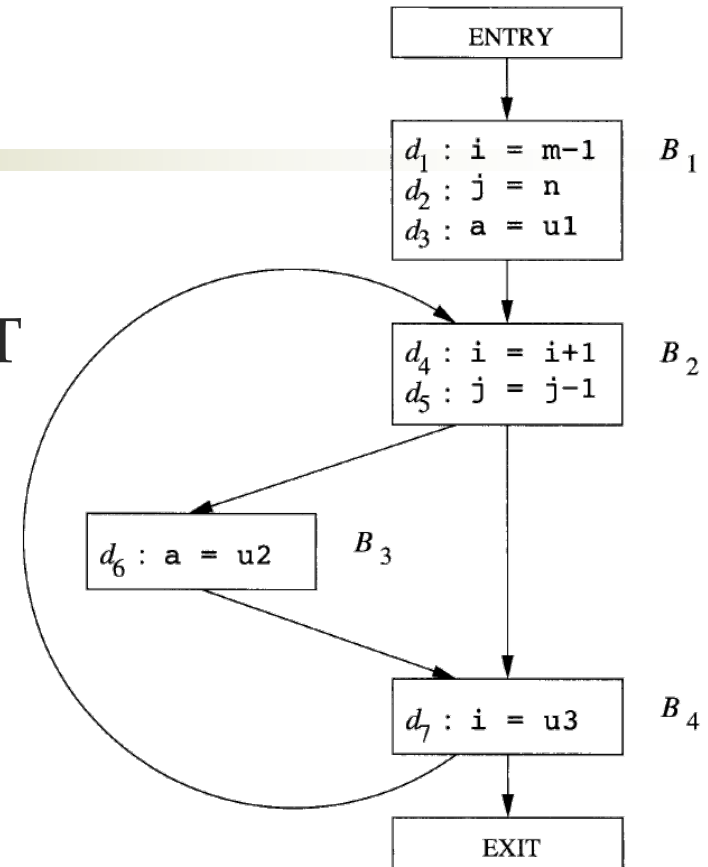 ENTRY
d1 : i = m-1 B1
d2 : j = n
d3 : a = u1
T
d4 : i = i+1 B2
d5 : j = j-1
d6 : a = u2 B3
d7 : i = u3 B4
EXIT